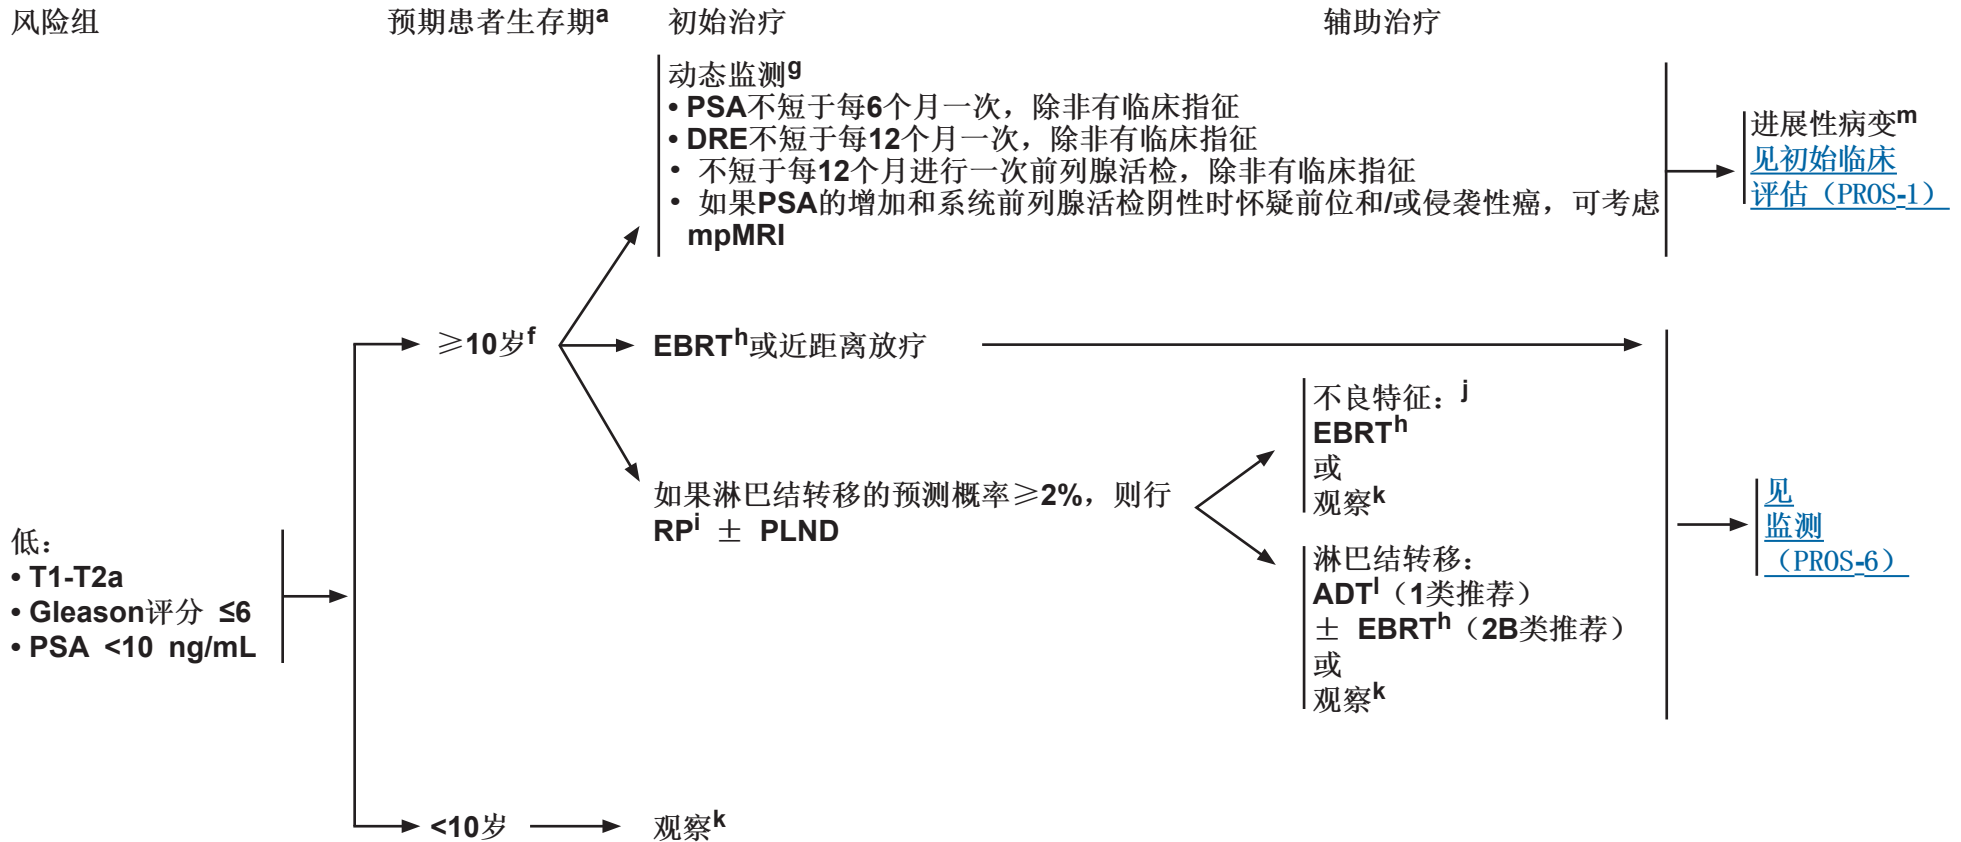 风险组
预期患者生存期a
初始治疗
辅助治疗
动态监测g
• PSA不短于每6个月一次，除非有临床指征
• DRE不短于每12个月一次，除非有临床指征
• 不短于每12个月进行一次前列腺活检，除非有临床指征
• 如果PSA的增加和系统前列腺活检阴性时怀疑前位和/或侵袭性癌，可考虑
mpMRI
进展性病变m
见初始临床
评估（PROS-1）
≥10岁f
EBRTh或近距离放疗
如果淋巴结转移的预测概率≥2%，则行
RPi ± PLND
不良特征：j
EBRTh
或
观察k
淋巴结转移：
ADTl（1类推荐）
± EBRTh（2B类推荐）
或
观察k
见
监测
（PROS-6）
低：
• T1-T2a
• Gleason评分 ≤6
• PSA <10 ng/mL
<10岁
观察k